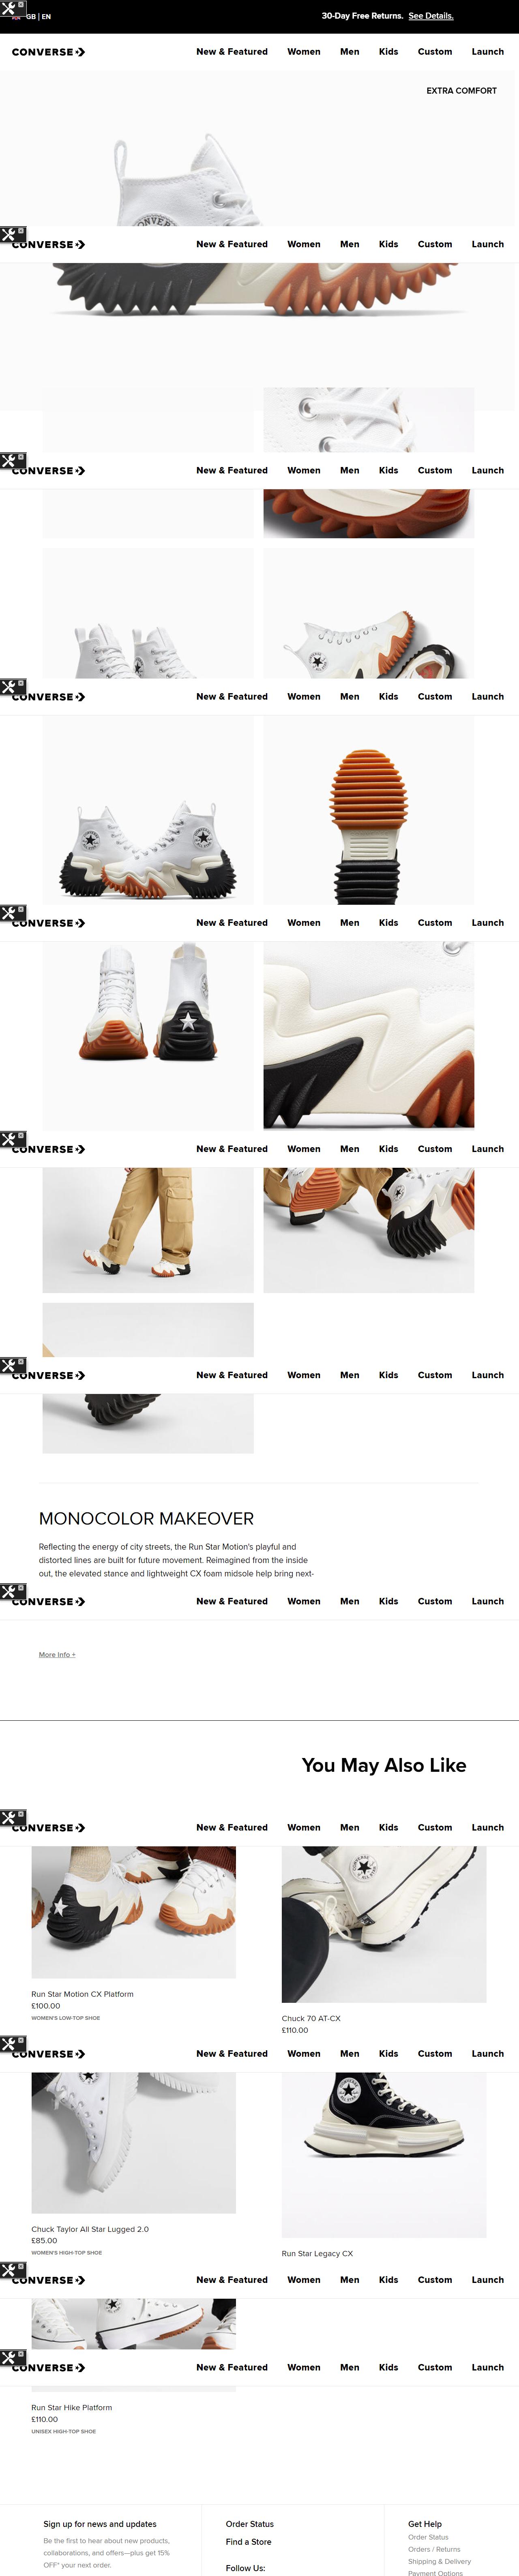 GB | EN
30-Day Free Returns. See Details.
CONVERSE
New & Featured Women Men Kids Custom Launch
EXTRA COMFORT
CONVERSE
New & Featured Women Men Kids Custom Launch
CONVERSE
New & Featured Women Men Kids Custom Launch
CONVERSE
New & Featured Women Men Kids Custom Launch
CONVERSE
New & Featured Women Men Kids Custom Launch
CONVERSE
New & Featured Women Men Kids Custom Launch
CONVERSE
New & Featured Women Men Kids Custom Launch
MONOCOLOR MAKEOVER
Reflecting the energy of city streets, the Run Star Motion's playful and
distorted lines are built for future movement. Reimagined from the inside
out, the elevated stance and lightweight CX foam midsole help bring next-
CONVERSE
New & Featured Women Men Kids Custom Launch
More Info +
You May Also Like
CONVERSE
New & Featured Women Men Kids Custom Launch
Run Star Motion CX Platform
£100.00
WOMEN'S LOW-TOP SHOE
Chuck 70 AT-CX
£110.00
CONVERSE
New & Featured Women Men Kids Custom Launch
Chuck Taylor All Star Lugged 2.0
£85.00
WOMEN'S HIGH-TOP SHOE
Run Star Legacy CX
CONVERSE
New & Featured Women Men Kids Custom Launch
CONVERSE
New & Featured Women Men Kids Custom Launch
Run Star Hike Platform
£110.00
UNISEX HIGH-TOP SHOE
Sign up for news and updates
Be the first to hear about new products,
collaborations, and offers—plus get 15%
OFF* your next order.
Order Status
Find a Store
Follow Us:
Get Help
Order Status
Orders / Returns
Shipping & Delivery
Payment Options